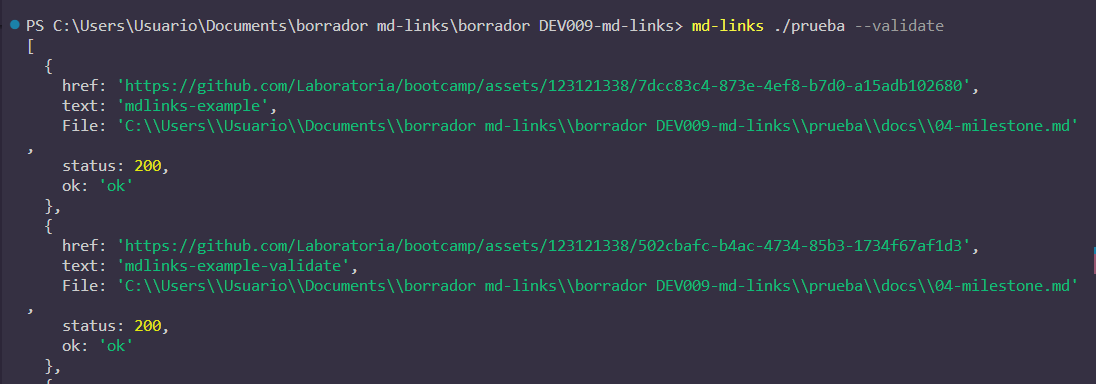 PS C:\Users\Usuario\Documents\borrador md-links\borrador DEV009-md-links> md-links ./prueba --validate
[
  {
    href: 'https://github.com/Laboratoria/bootcamp/assets/123121338/7dcc83c4-873e-4ef8-b7d0-a15adb102680',
    text: 'mdlinks-example',
    File: 'C:\\Users\\Usuario\\Documents\\borrador md-links\\borrador DEV009-md-links\\prueba\\docs\\04-milestone.md'
,
    status: 200,
    ok: 'ok'
  },
  {
    href: 'https://github.com/Laboratoria/bootcamp/assets/123121338/502cbafc-b4ac-4734-85b3-1734f67af1d3',
    text: 'mdlinks-example-validate',
    File: 'C:\\Users\\Usuario\\Documents\\borrador md-links\\borrador DEV009-md-links\\prueba\\docs\\04-milestone.md'
,
    status: 200,
    ok: 'ok'
  },
  {